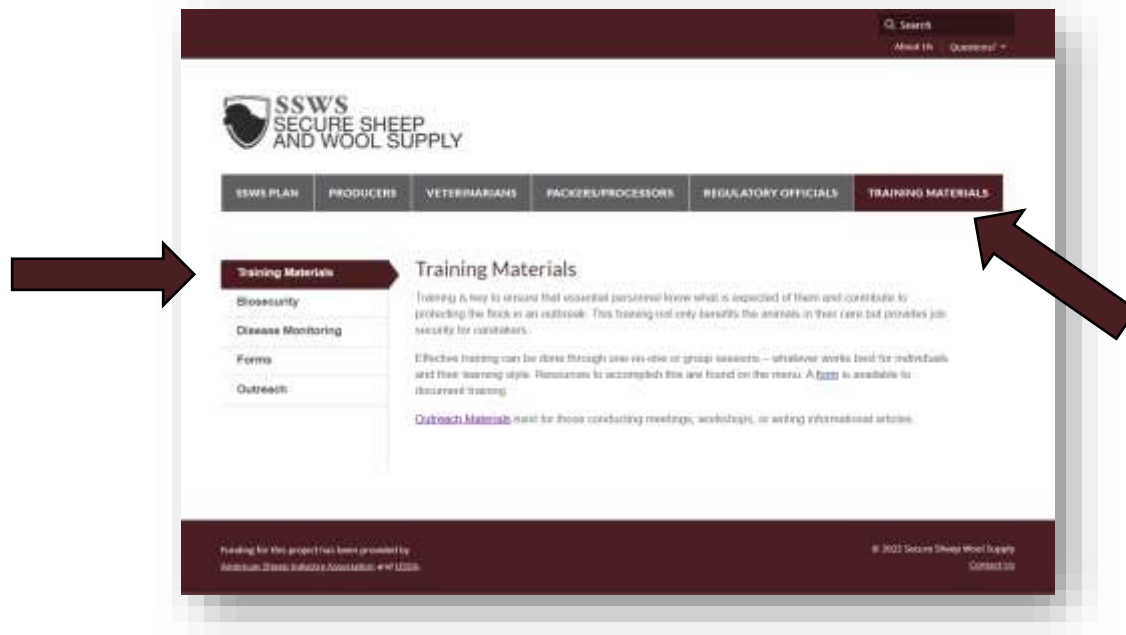 Search
About Us Questions?
SSWS
SECURE SHEEP
AND WOOL SUPPLY
SSWS PLAN PRODUCERS VETERINARIANS PACKERS/PROCESSORS REGULATORY OFFICIALS TRAINING MATERIALS
Training Materials
Biosecurity
Disease Monitoring
Forms
Outreach
Training Materials
Training is key to ensure that essential personnel know what is expected of them and contribute to
protecting the flock in an outbreak. This training not only benefits the animals in their care but provides job
security for caretakers.
Effective training can be done through one-on-one or group sessions – whatever works best for individuals
and their learning style. Resources to accomplish this are found on the menu. A form is available to
document training.
Outreach Materials exist for those conducting meetings, workshops, or writing informational articles.
Funding for this project has been provided by
American Sheep Industry Association and USDA.
© 2022 Secure Sheep Wool Supply
Contact Us